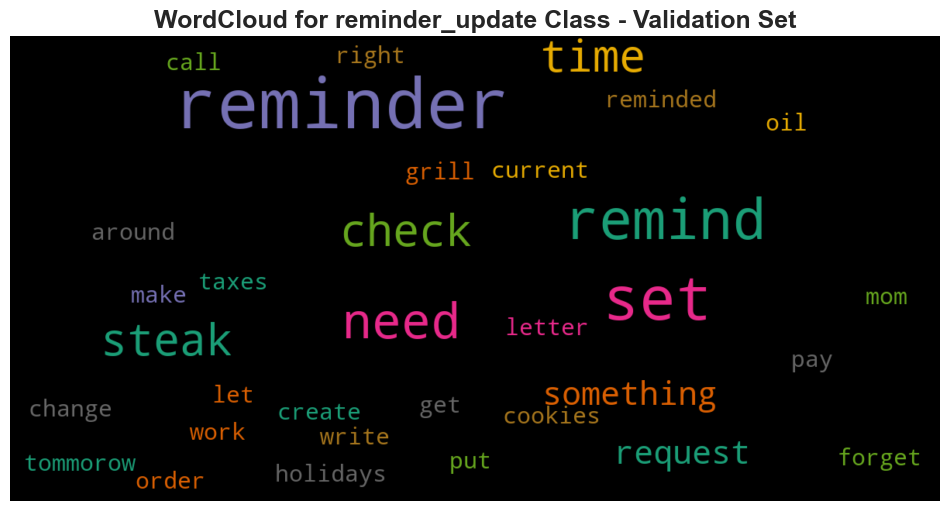 WordCloud for reminder_update Class - Validation Set
call right time
reminder reminded
oil
grill current
around check remind
make taxes set mom
steak need letter
pay
change let create get something
cookies
work write
tommorow order holidays put request forget